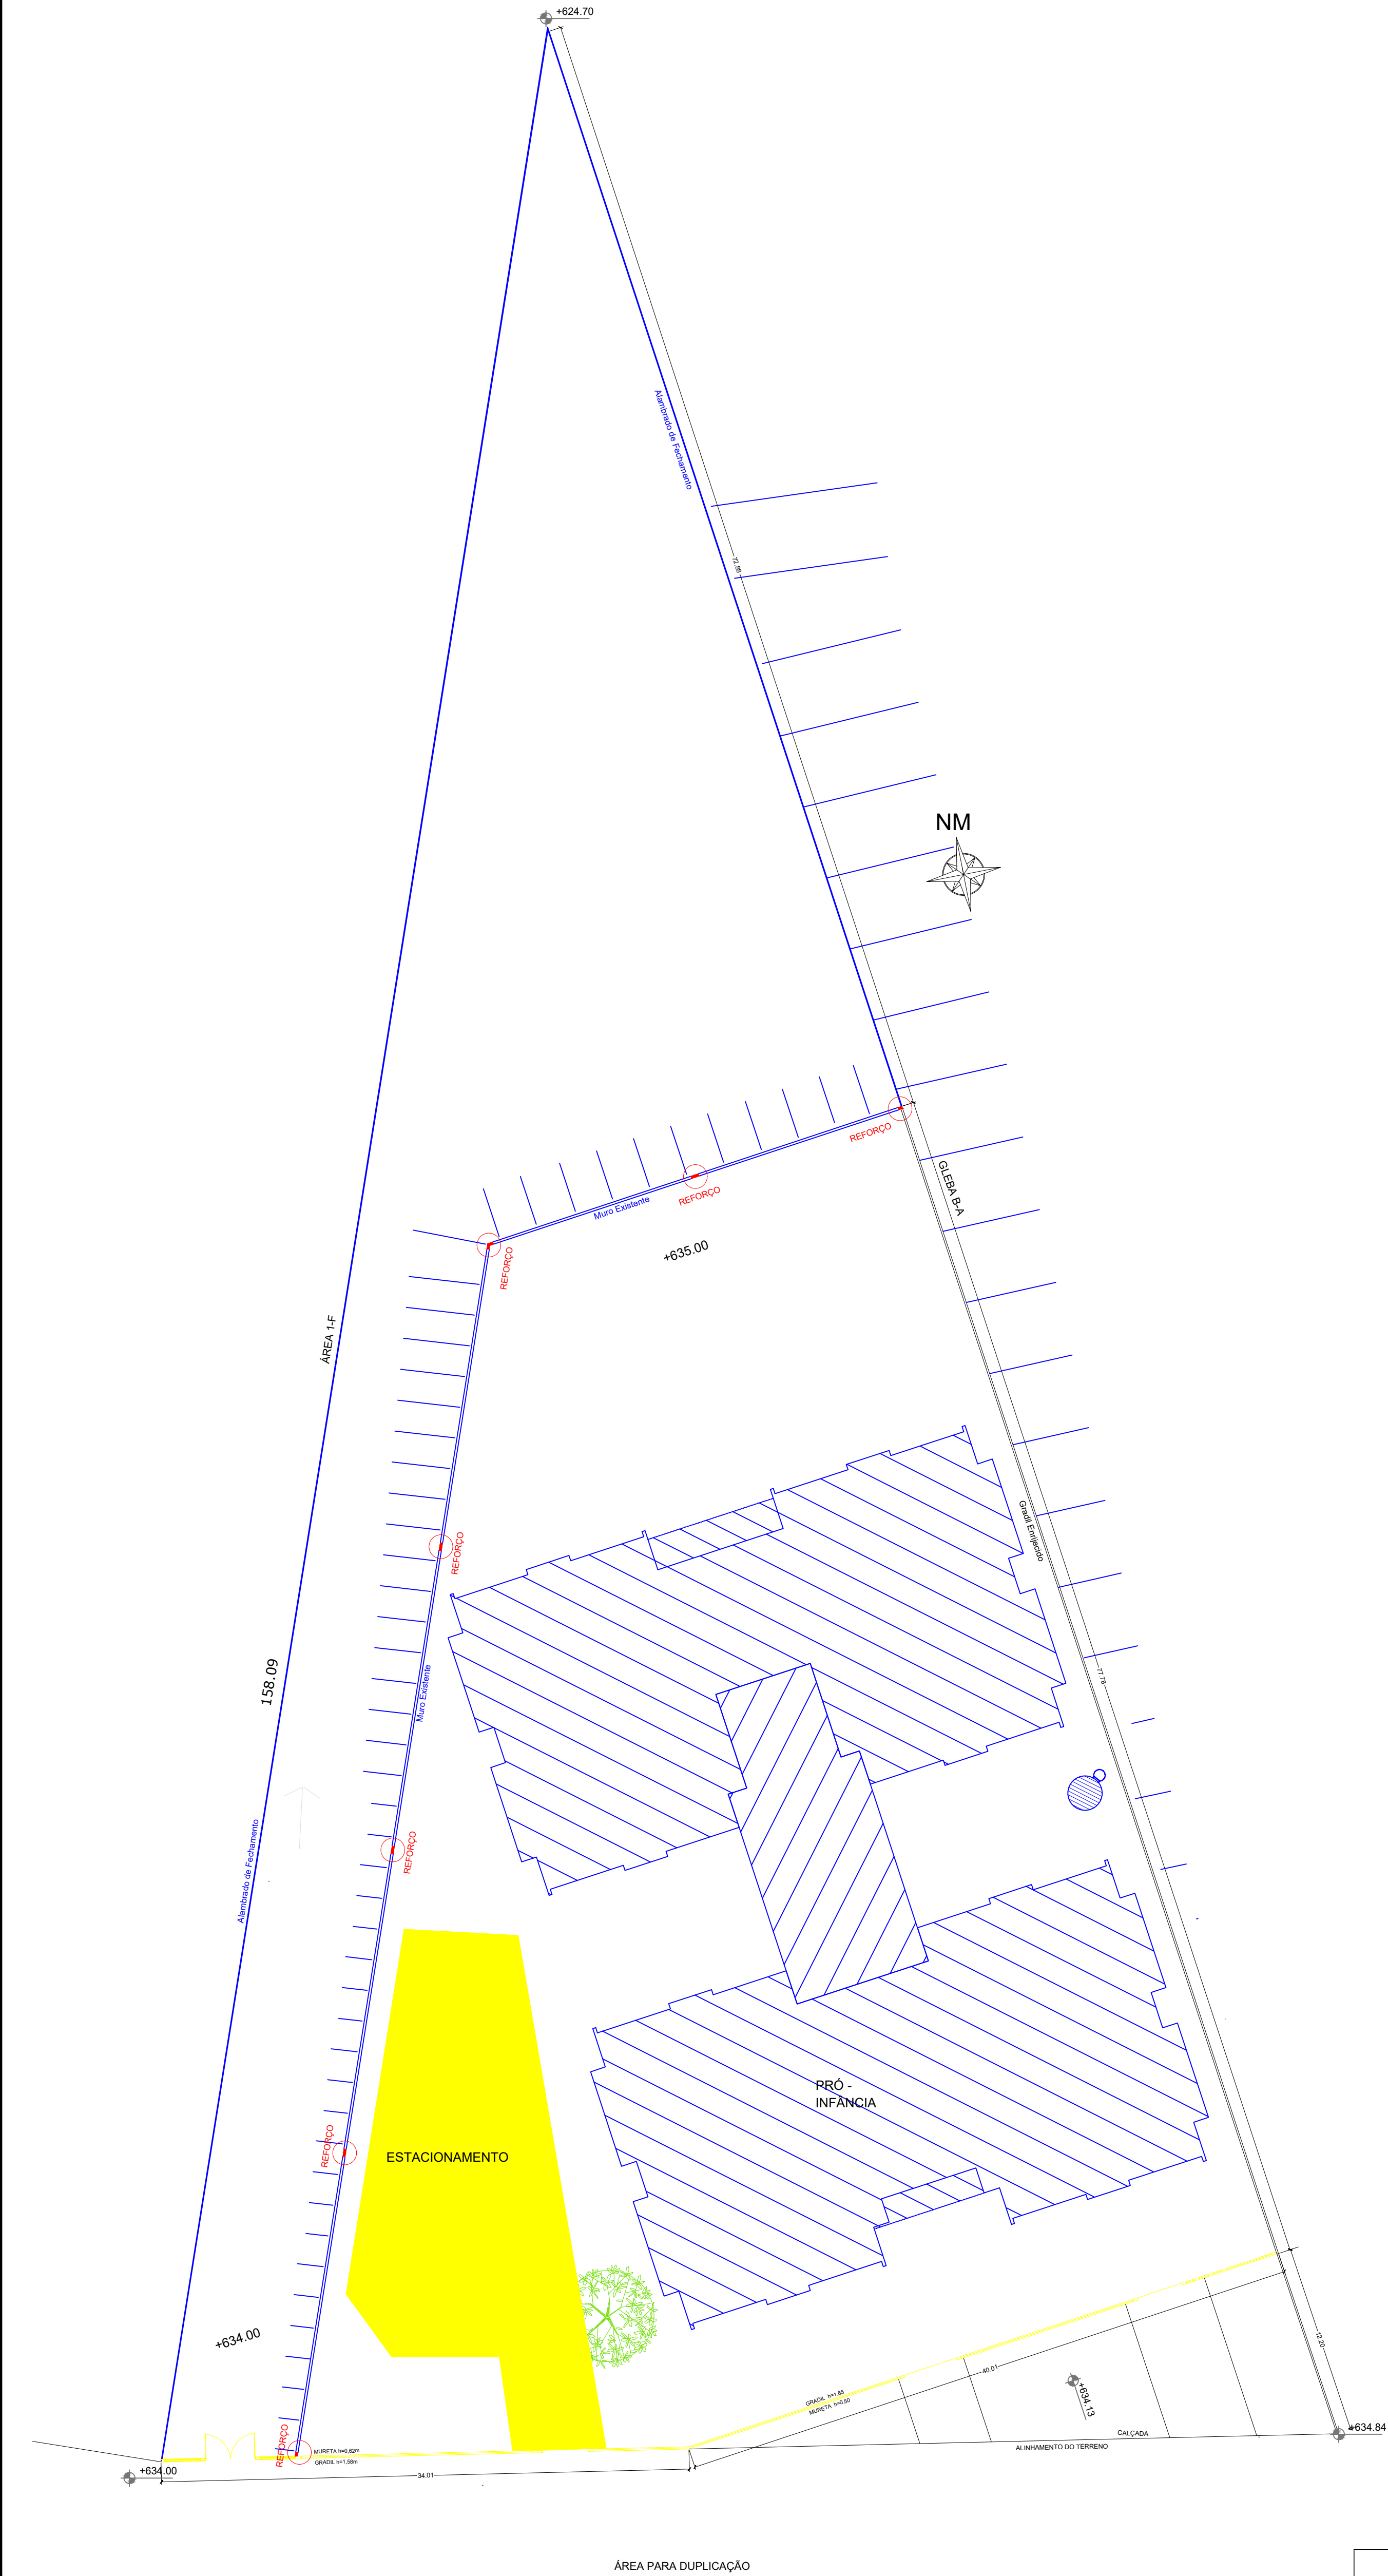 +624.70
Alambrado de Fechamento
72.88
NM
REFORÇO
GLEBA B-A
REFORÇO
Muro Existente
+635.00
REFORÇO
ÁREA 1-F
Gradil Enrijecido
REFORÇO
158.09
Muro Existente
77.78
REFORÇO
Alambrado de Fechamento
PRÓ -
INFÂNCIA
REFORÇO
ESTACIONAMENTO
+634.00
12.20
40.01
GRADIL h=1,65
MURETA h=0,50
+634.13
+634.84
CALÇADA
ALINHAMENTO DO TERRENO
REFORÇO
MURETA h=0,62m
GRADIL h=1,58m
+634.00
34.01
ÁREA PARA DUPLICAÇÃO